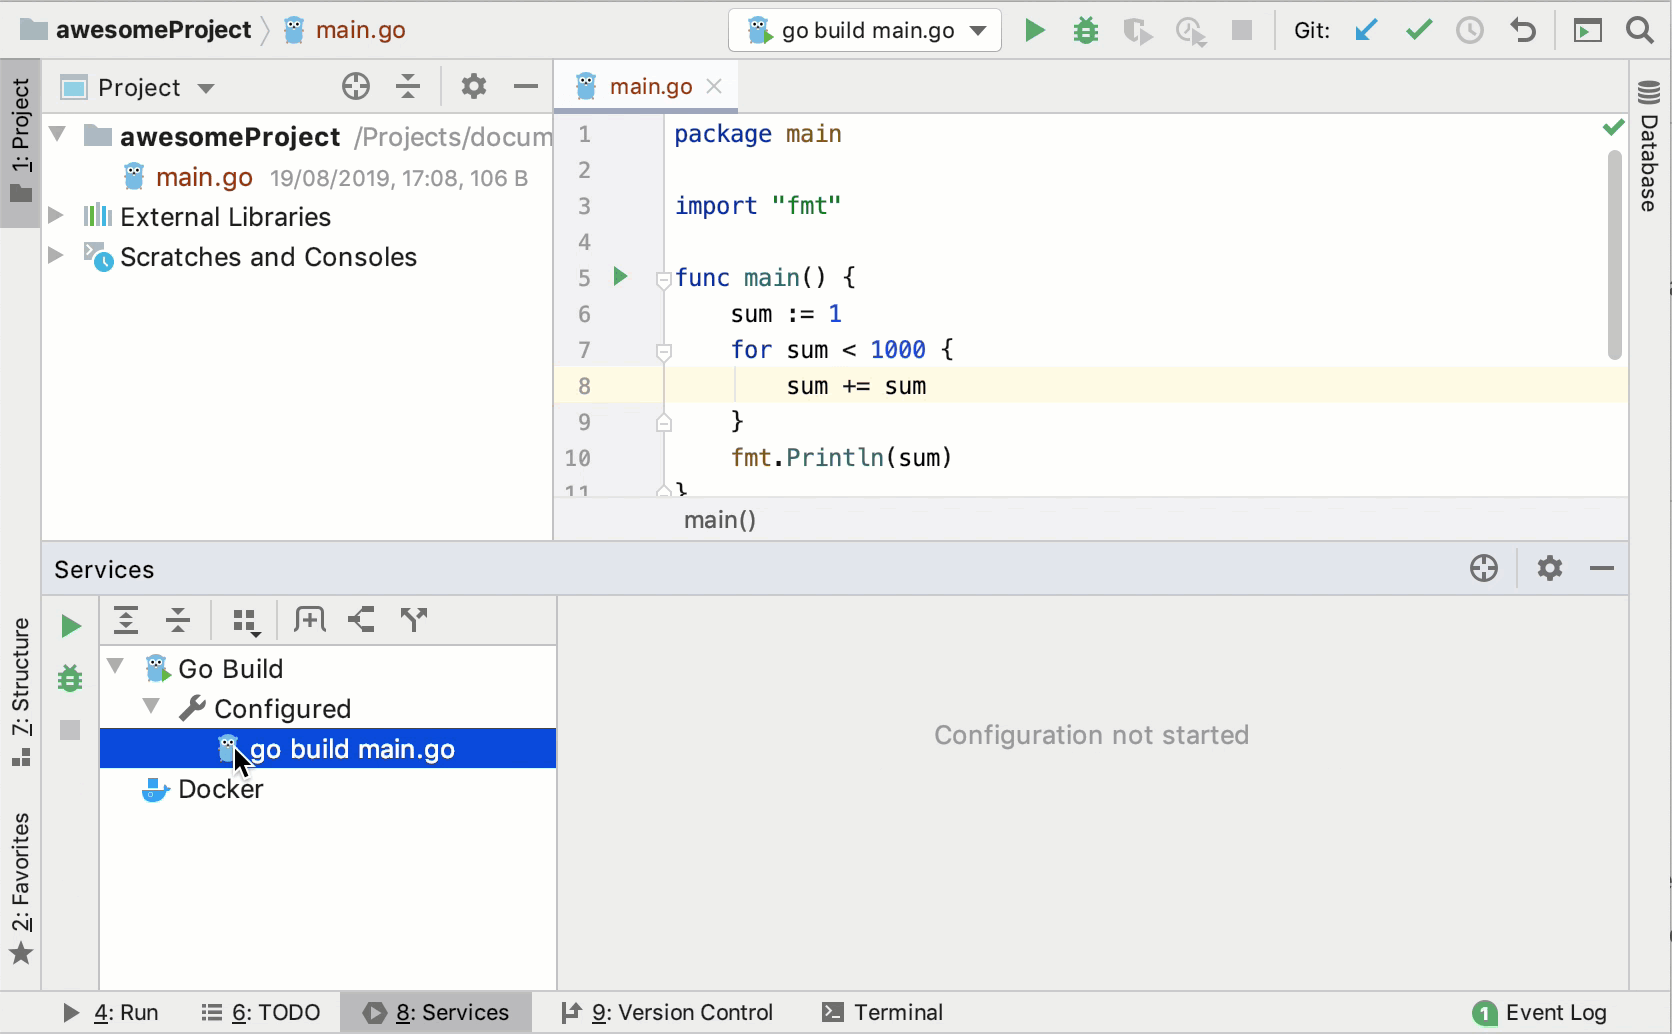 awesomeProject main.go
go build main.go
Git:
1: Project
Project
awesomeProject /Projects/docum
main.go 19/08/2019, 17:08, 106 B
External Libraries
Scratches and Consoles
main.go
1 package main
2
3 import "fmt"
4
5 func main() {
6 sum := 1
7 for sum < 1000 {
8 sum += sum
9 }
10 fmt.Println(sum)
11 }
main()
Database
Services
7: Structure
2: Favorites
Go Build
Configured
go build main.go
Docker
Configuration not started
4: Run
6: TODO
8: Services
9: Version Control
Terminal
1 Event Log